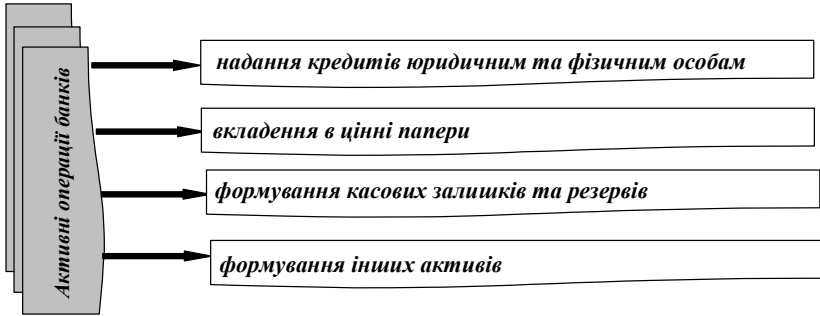 Активні операції банків
надання кредитів юридичним та фізичним особам
вкладення в цінні папери
формування касових залишків та резервів
формування інших активів